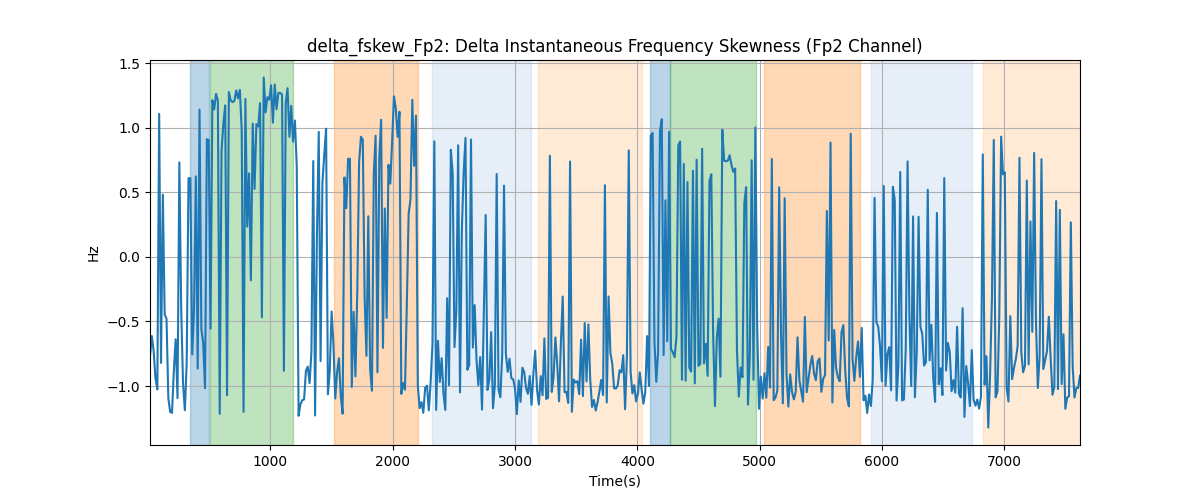 delta_fskew_Fp2: Delta Instantaneous Frequency Skewness (Fp2 Channel)
1.5
1.0
0.5
0.0
−0.5
−1.0
Hz
1000 2000 3000 4000 5000 6000 7000
Time(s)